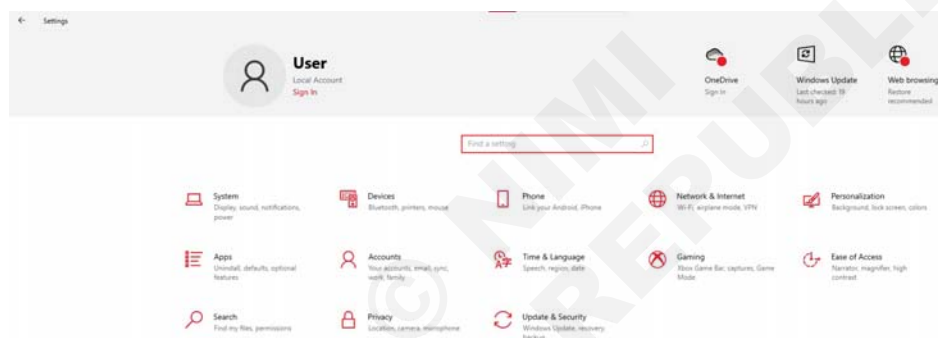 Settings
User
Local Account
Sign In
OneDrive
Sign in
Windows Update
Last checked: 19
hours ago
Web browsing
Restore
recommended
Find a setting
System
Display, sound, notifications,
power
Devices
Bluetooth, printers, mouse
Phone
Link your Android, iPhone
Network & Internet
Wi-Fi, airplane mode, VPN
Personalization
Background, lock screen, colors
Apps
Uninstall, defaults, optional
features
Accounts
Your accounts, email, sync,
work, family
Time & Language
Speech, region, date
Gaming
Xbox Game Bar, captures, Game
Mode
Ease of Access
Narrator, magnifier, high
contrast
Search
Find my files, permissions
Privacy
Location, camera, microphone
Update & Security
Windows Update, recovery,
© NIMI
REPUBLI